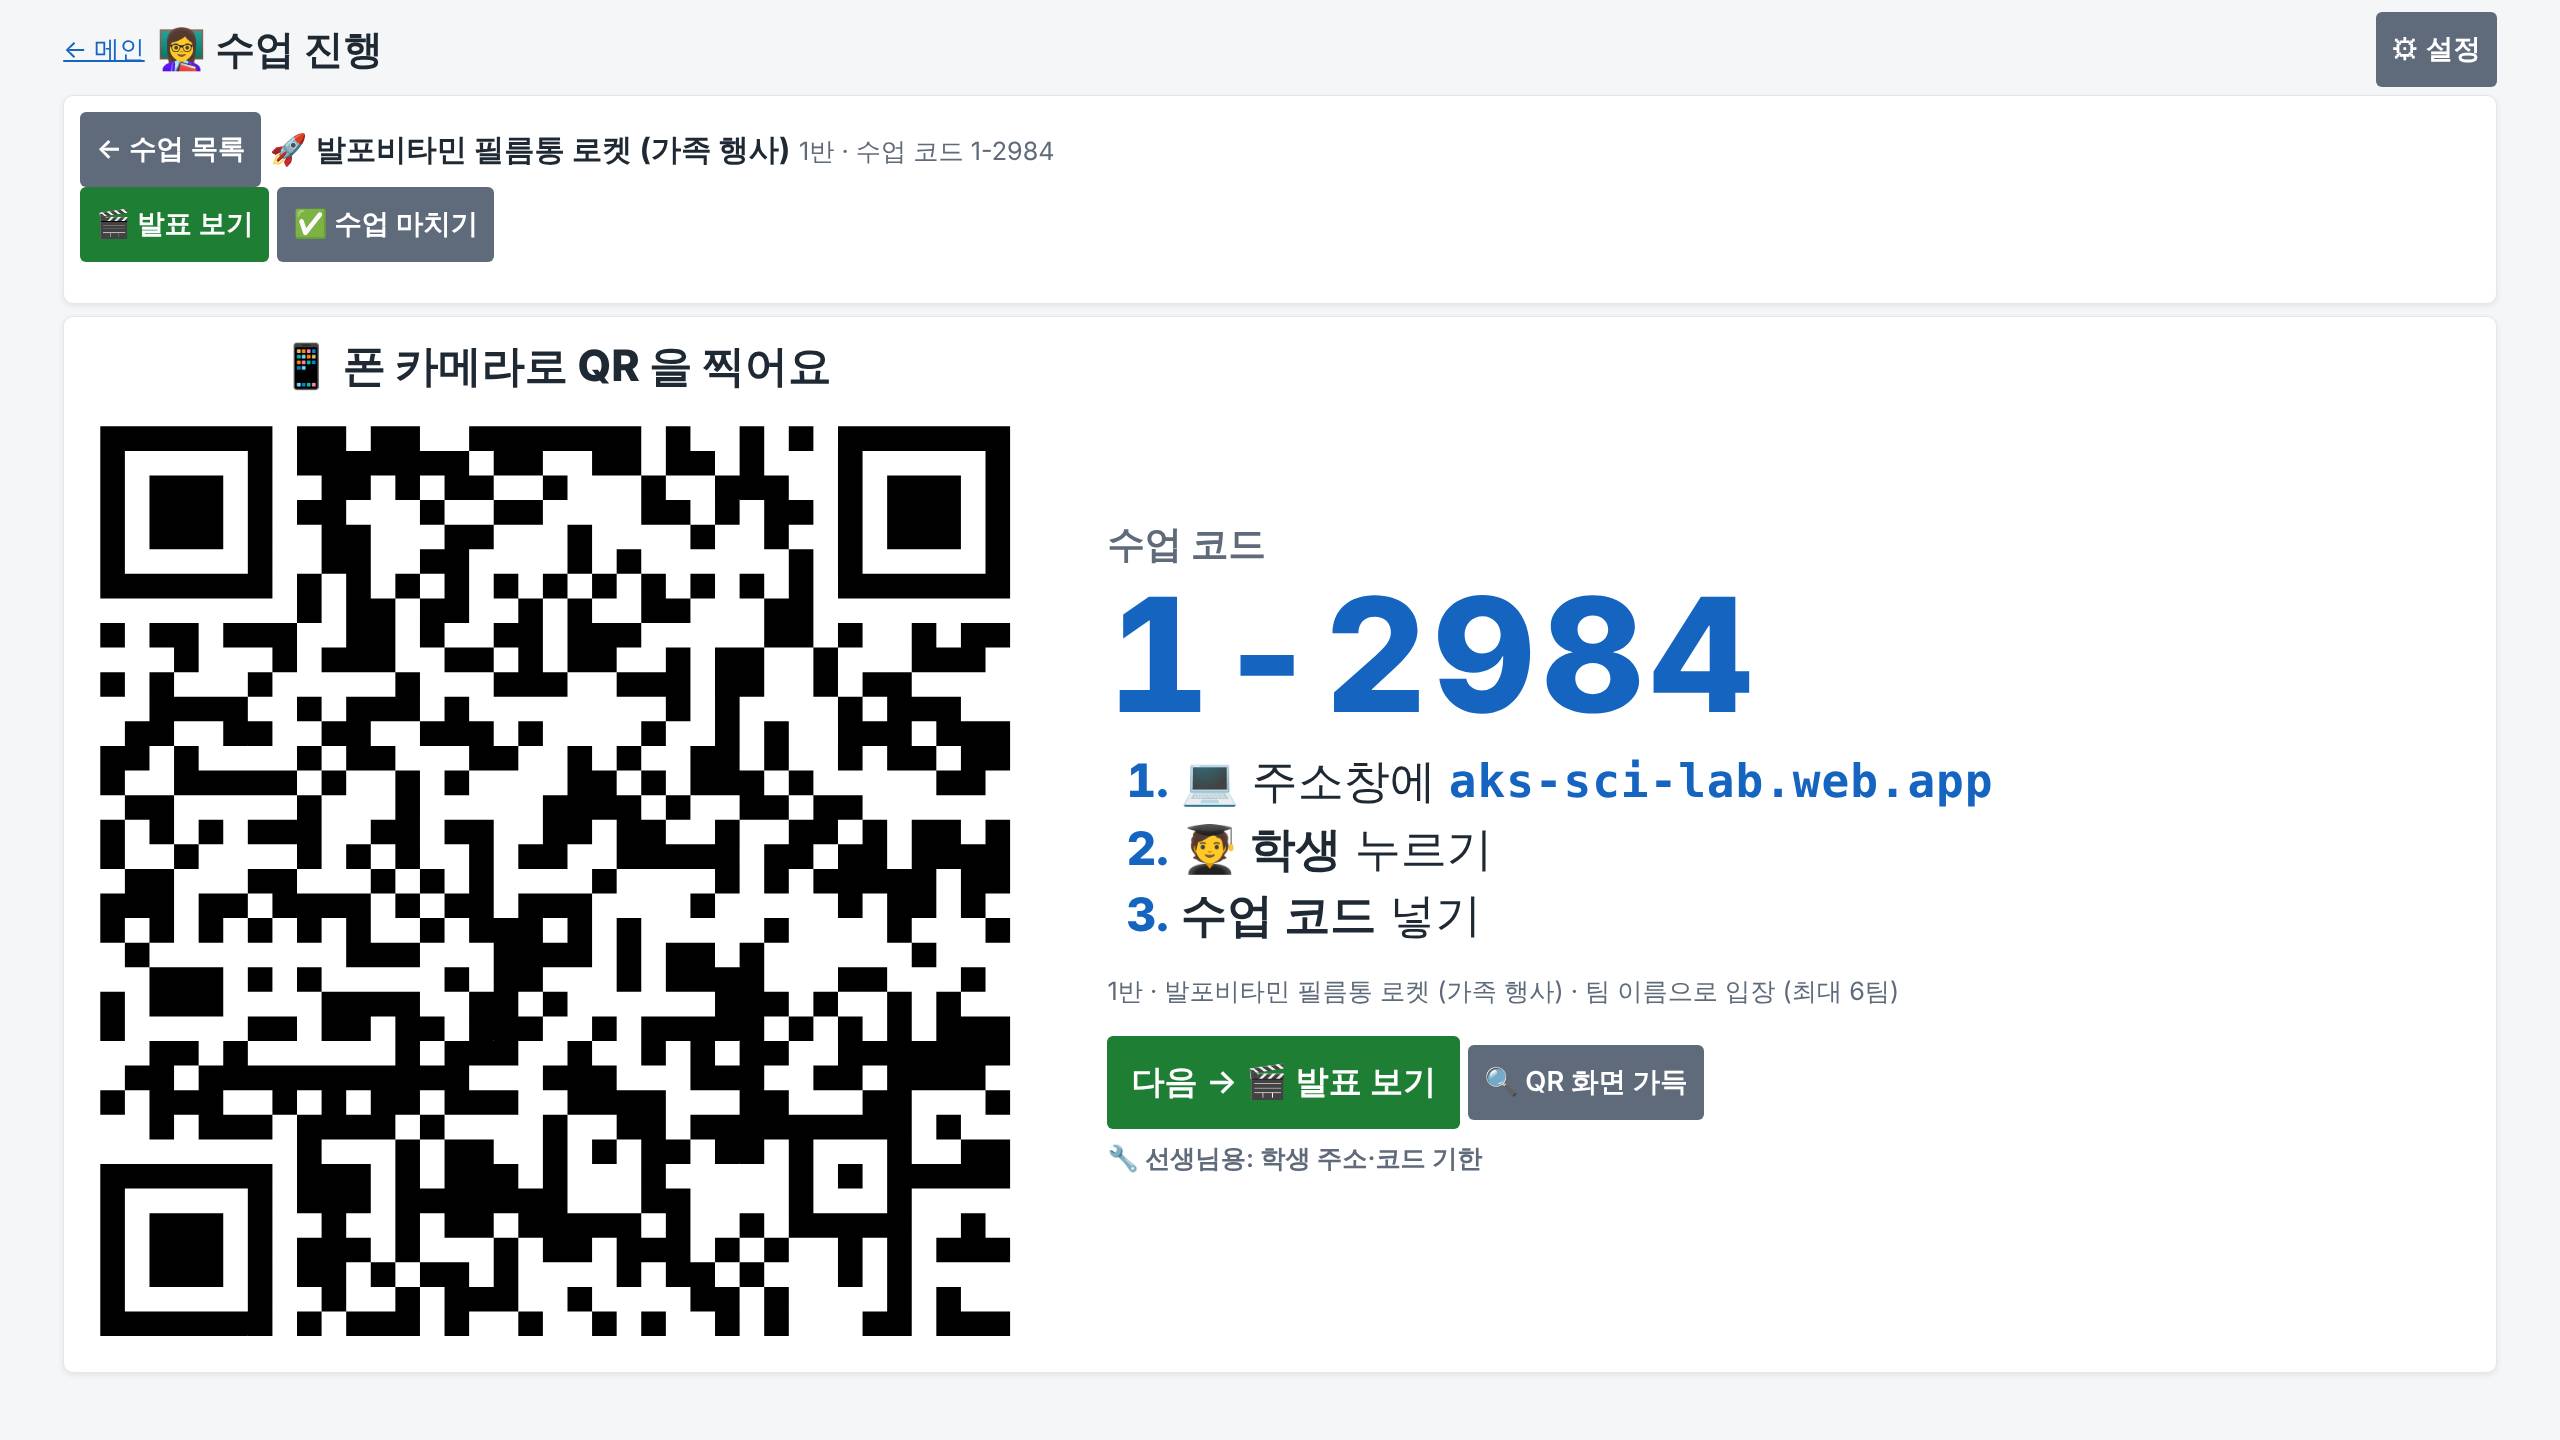 ← 메인 👩‍🏫 수업 진행
⚙ 설정
← 수업 목록 🚀 발포비타민 필름통 로켓 (가족 행사) 1반 · 수업 코드 1-2984
🎬 발표 보기 ✅ 수업 마치기
📱 폰 카메라로 QR 을 찍어요
수업 코드
1-2984
1. 💻 주소창에 aks-sci-lab.web.app
2. 🧑‍🎓 학생 누르기
3. 수업 코드 넣기
1반 · 발포비타민 필름통 로켓 (가족 행사) · 팀 이름으로 입장 (최대 6팀)
다음 → 🎬 발표 보기 🔍 QR 화면 가득
🔧 선생님용: 학생 주소·코드 기한